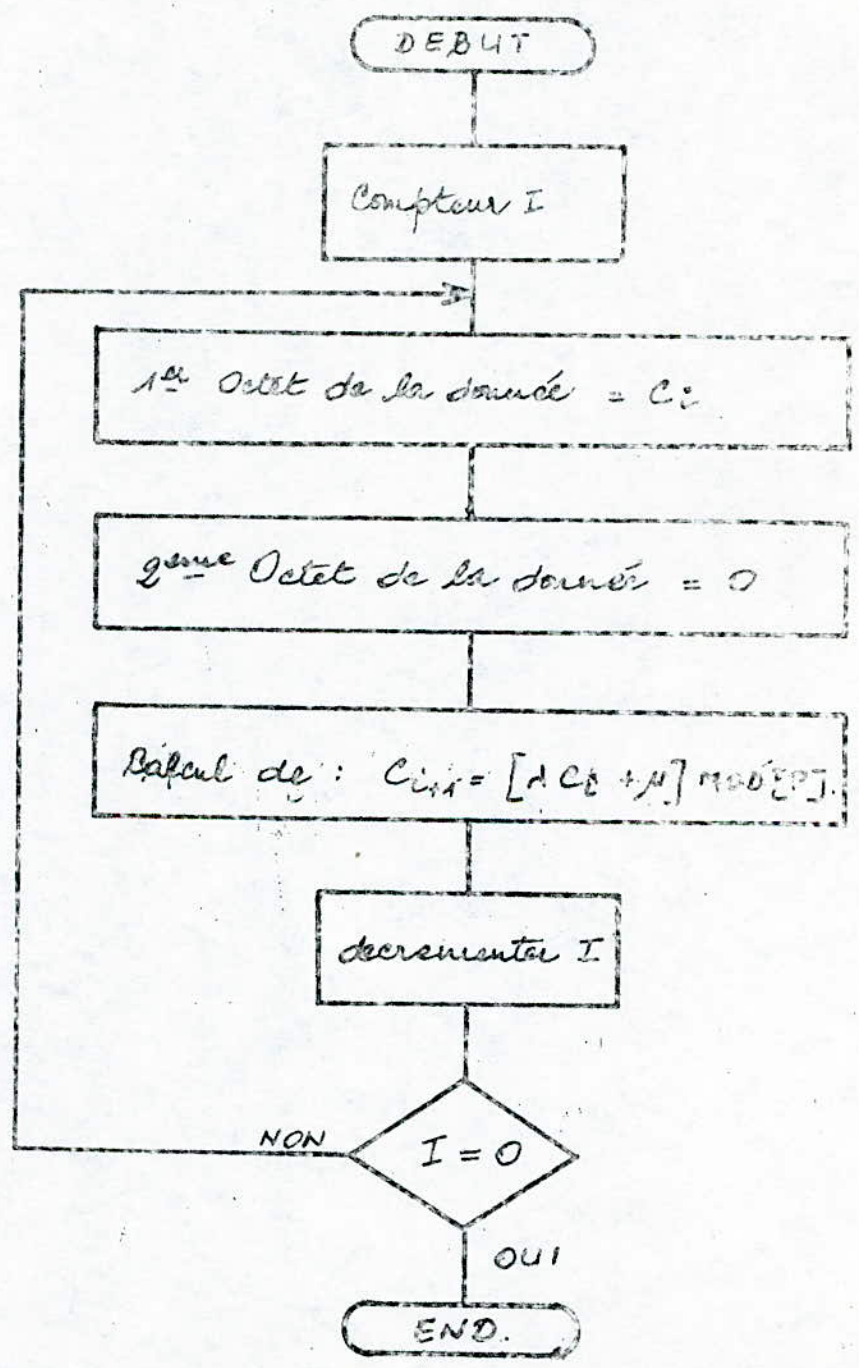 DEBUT
Compteur I
1er Octet de la donnée = Ci
2eme Octet de la donnée = 0
Calcul de : Ci+1 = [λ Ci + μ] MOD [P].
decrementer I
I = 0
NON
OUI
END.